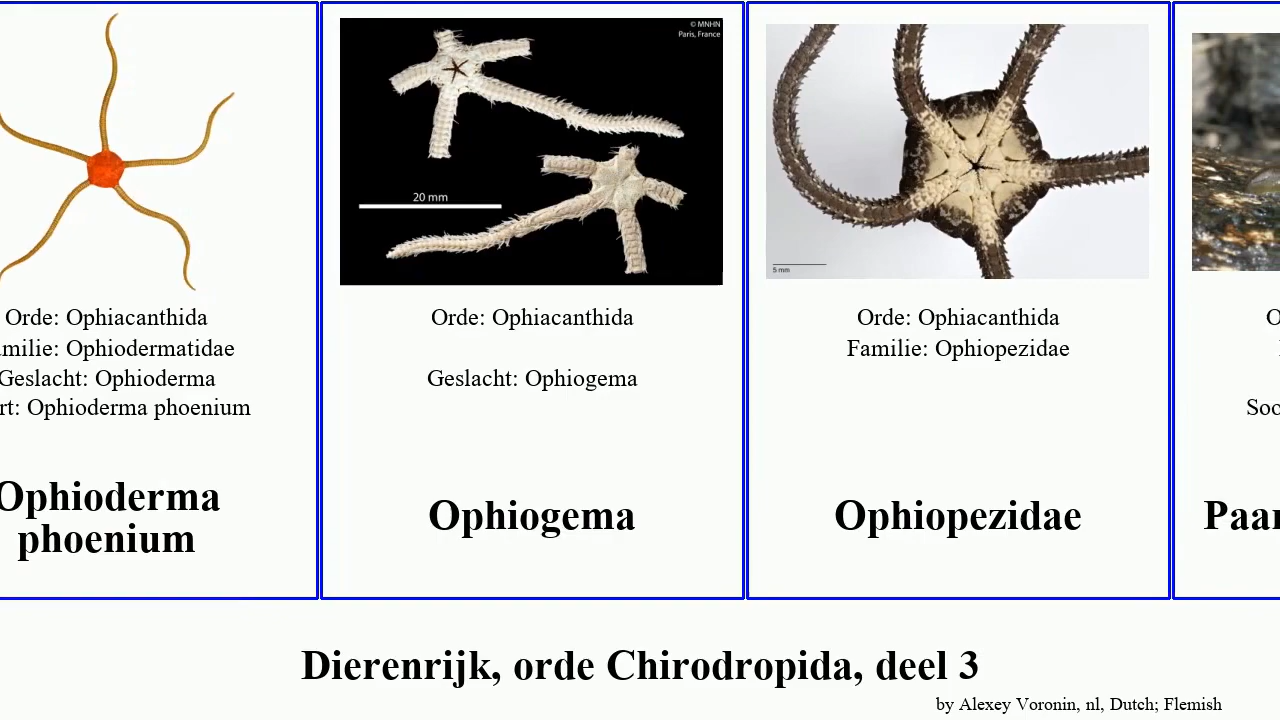 © MNHN
Paris, France
20 mm
5 mm
Orde: Ophiacanthida
milie: Ophiodermatidae
Geslacht: Ophioderma
rt: Ophioderma phoenium
Ophioderma
phoenium
Orde: Ophiacanthida
Geslacht: Ophiogema
Ophiogema
Orde: Ophiacanthida
Familie: Ophiopezidae
Ophiopezidae
O
Soo
Paar
Dierenrijk, orde Chirodropida, deel 3
by Alexey Voronin, nl, Dutch; Flemish